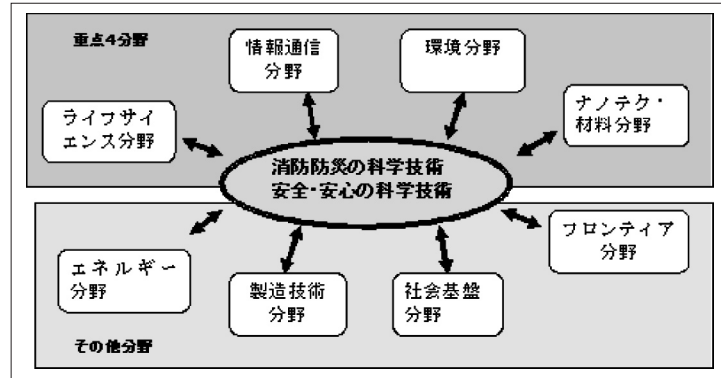 重点4分野
情報通信
分野
環境分野
ライフサイ
エンス分野
ナノテク・
材料分野
消防防災の科学技術
安全・安心の科学技術
エネルギー
分野
製造技術
分野
社会基盤
分野
フロンティア
分野
その他分野